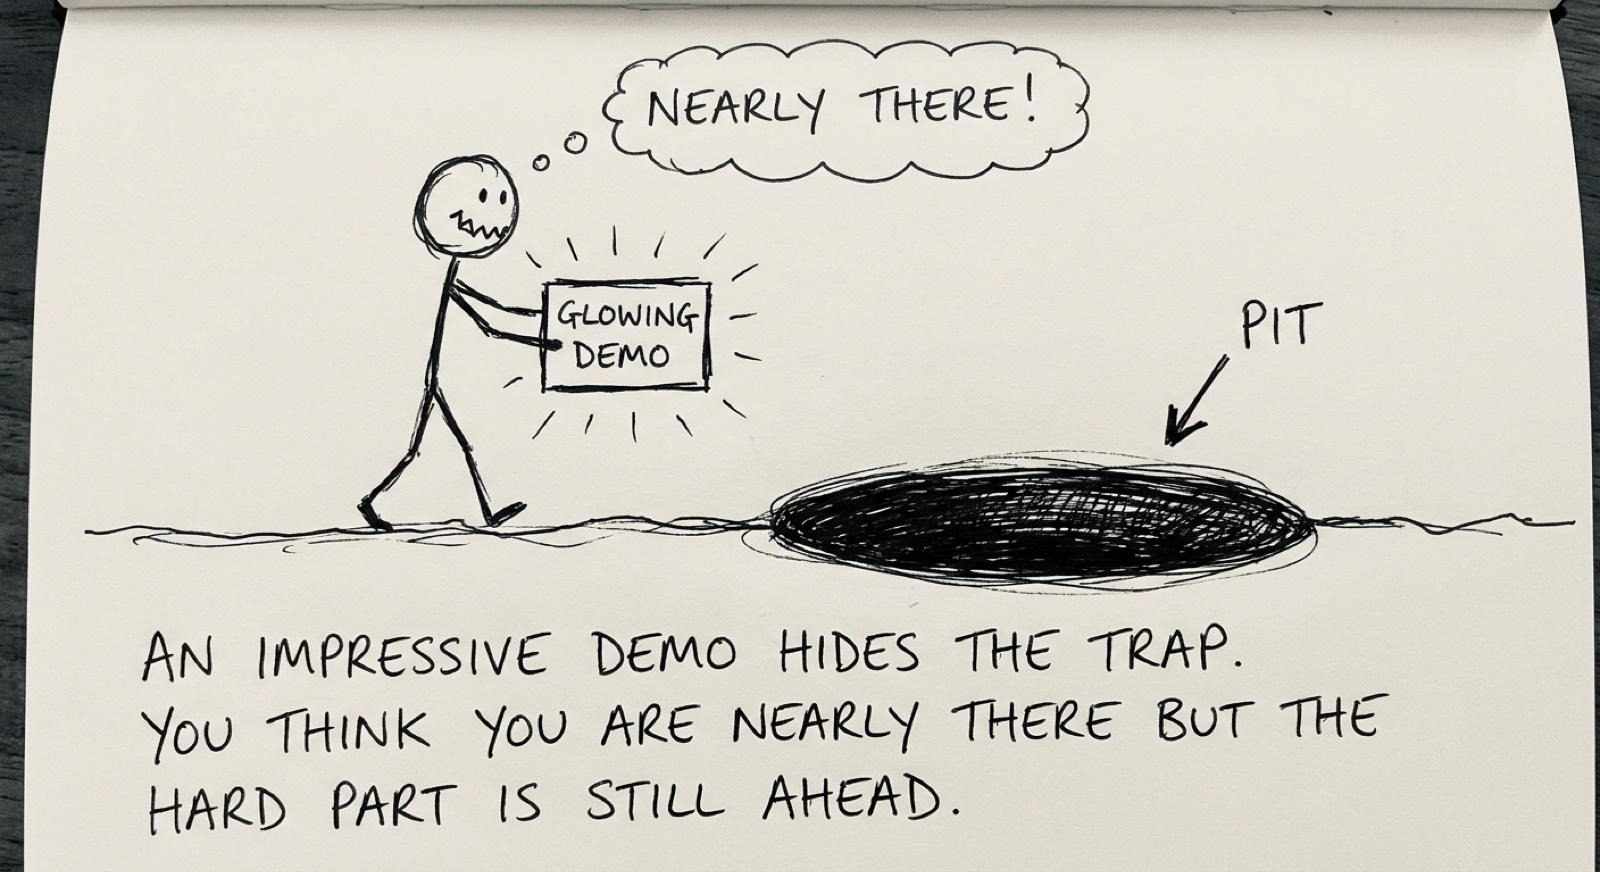 NEARLY THERE!
GLOWING
DEMO
PIT
AN IMPRESSIVE DEMO HIDES THE TRAP.
YOU THINK YOU ARE NEARLY THERE BUT THE
HARD PART IS STILL AHEAD.